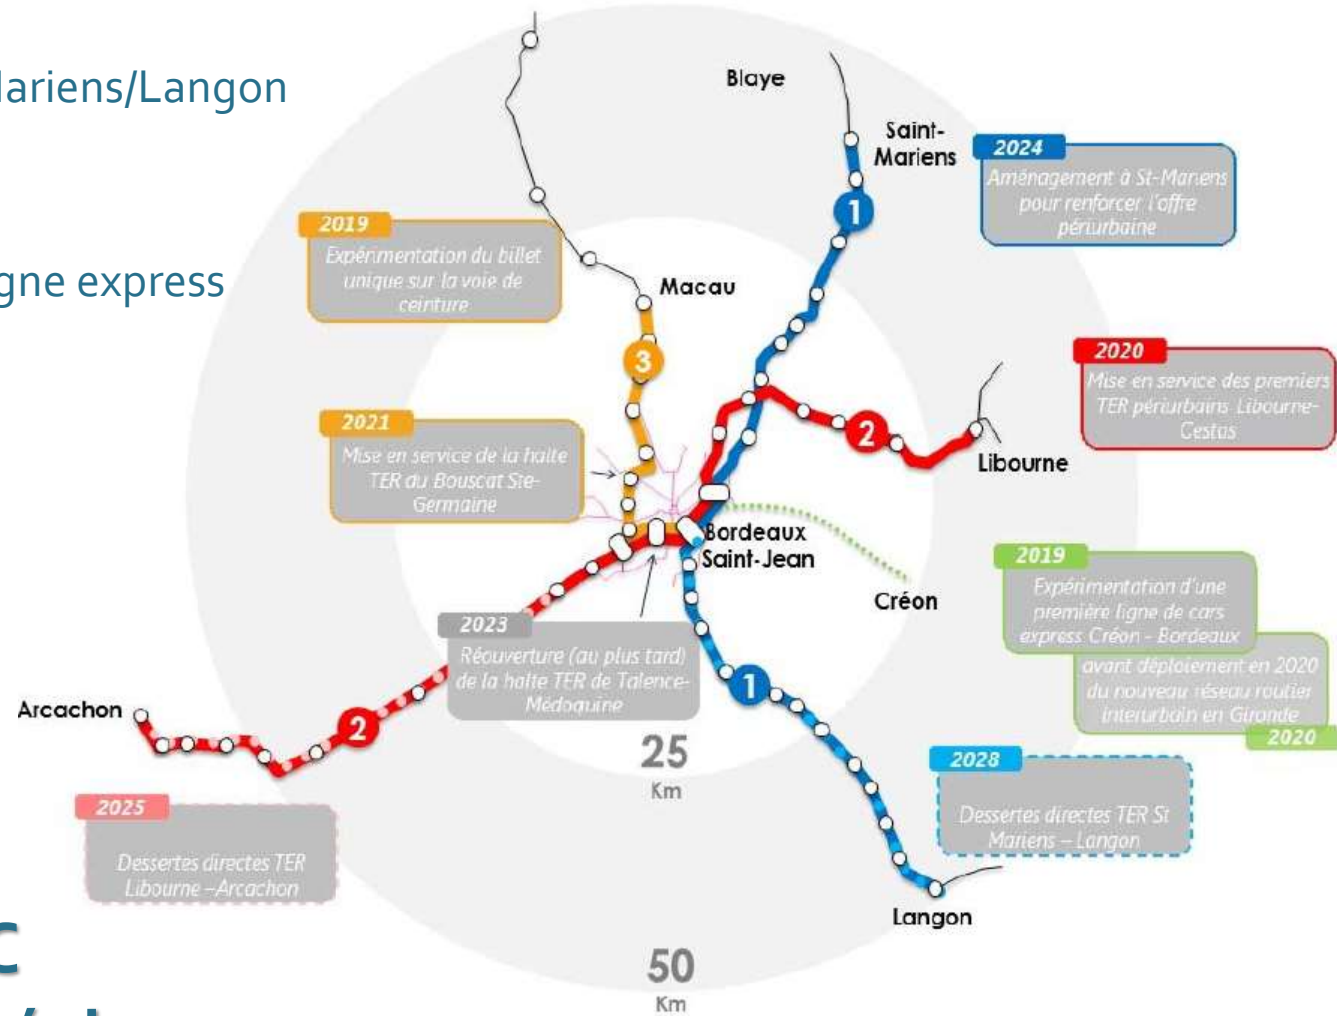 lariens/Langon
gne express
C
Blaye
Saint-
Mariens
2024
Aménagement à St-Mariens
pour renforcer l'offre
périurbaine
1
2019
Expérimentation du billet
unique sur la voie de
ceinture
Macau
3
2020
Mise en service des premiers
TER périurbains Libourne-
Cestas
2021
Mise en service de la halte
TER du Bouscat Ste-
Germaine
2
Libourne
Bordeaux
Saint-Jean
2019
Expérimentation d'une
première ligne de cars
express Créon - Bordeaux
avant déploiement en 2020
du nouveau réseau routier
interurbain en Gironde
2020
Créon
2023
Réouverture (au plus tard)
de la halte TER de Talence-
Médoquine
1
Arcachon
2
25
Km
2028
Dessertes directes TER St
Mariens – Langon
2025
Dessertes directes TER
Libourne –Arcachon
Langon
50
Km